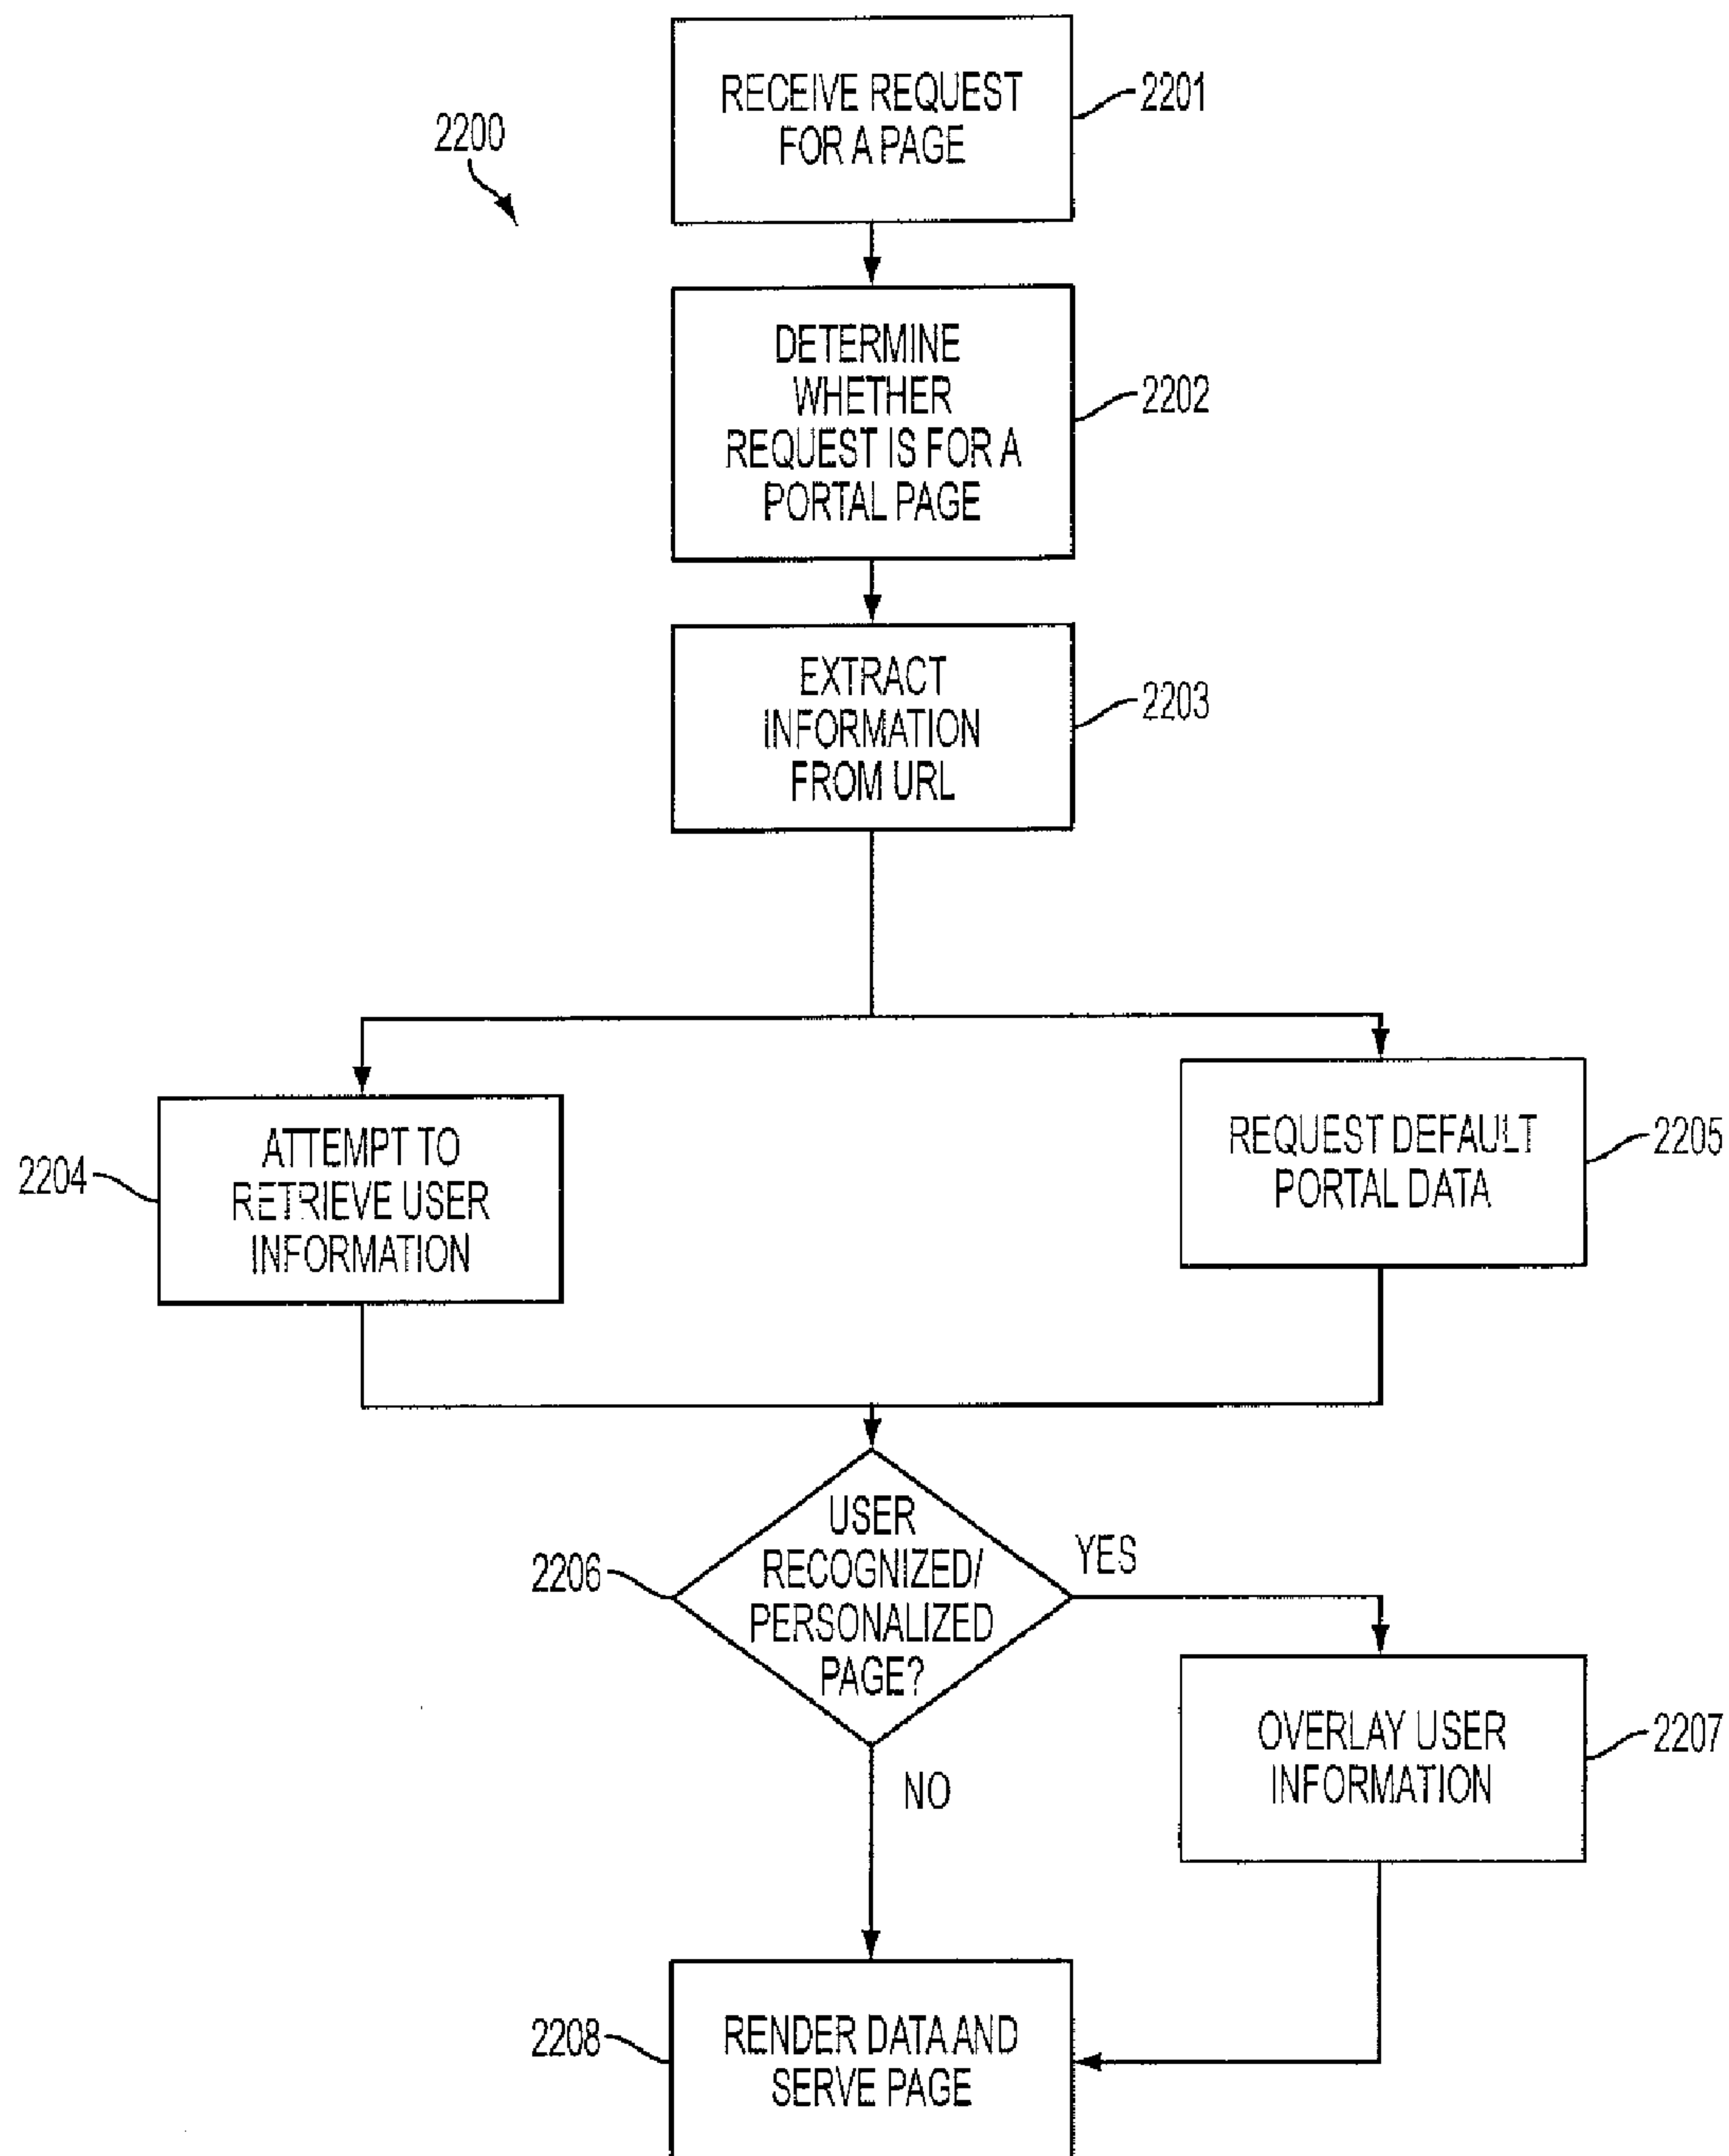 RECEIVE REQUEST
FOR A PAGE
2201
2200
DETERMINE
WHETHER
REQUEST IS FOR A
PORTAL PAGE
2202
EXTRACT
INFORMATION
FROM URL
2203
2204
ATTEMPT TO
RETRIEVE USER
INFORMATION
REQUEST DEFAULT
PORTAL DATA
2205
2206
USER
RECOGNIZED/
PERSONALIZED
PAGE?
YES
NO
OVERLAY USER
INFORMATION
2207
2208
RENDER DATA AND
SERVE PAGE